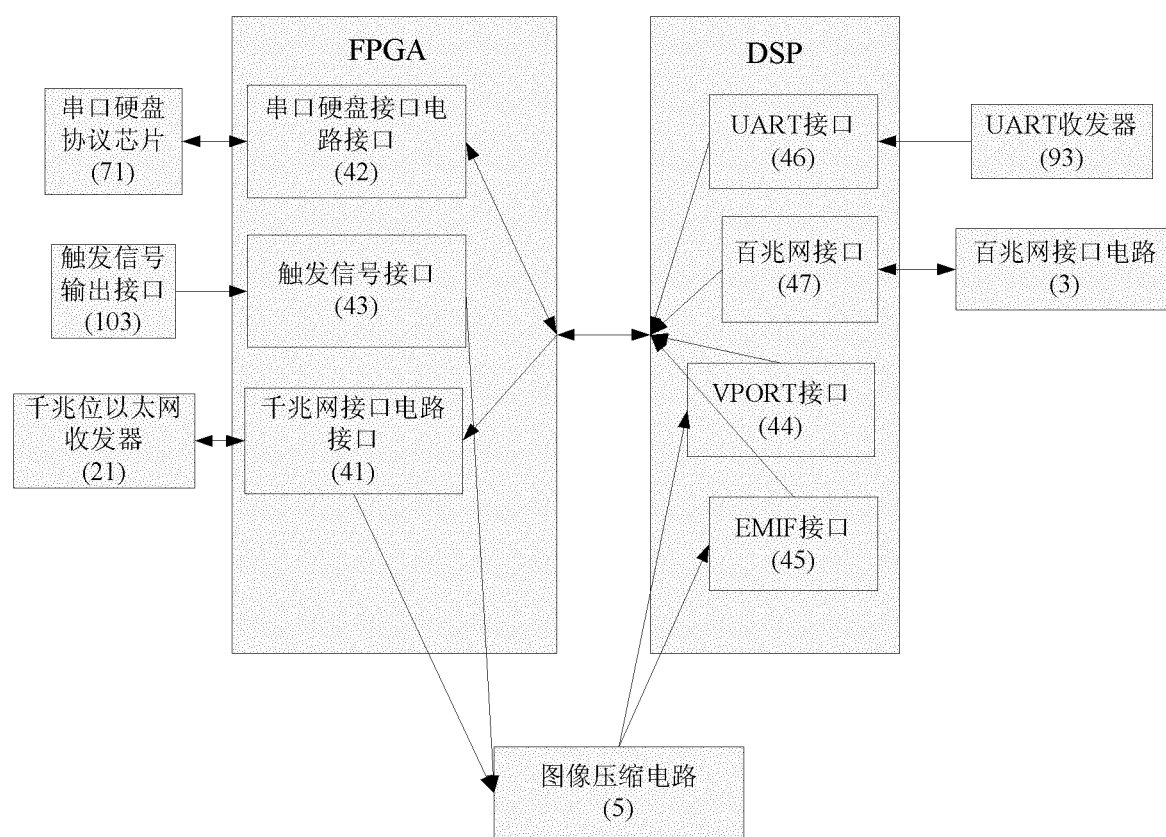 FPGA
DSP
串口硬盘
协议芯片
(71)
串口硬盘接口电
路接口
(42)
UART接口
(46)
UART收发器
(93)
触发信号
输出接口
(103)
触发信号接口
(43)
百兆网接口
(47)
百兆网接口电路
(3)
千兆位以太网
收发器
(21)
千兆网接口电路
接口
(41)
VPORT接口
(44)
EMIF接口
(45)
图像压缩电路
(5)